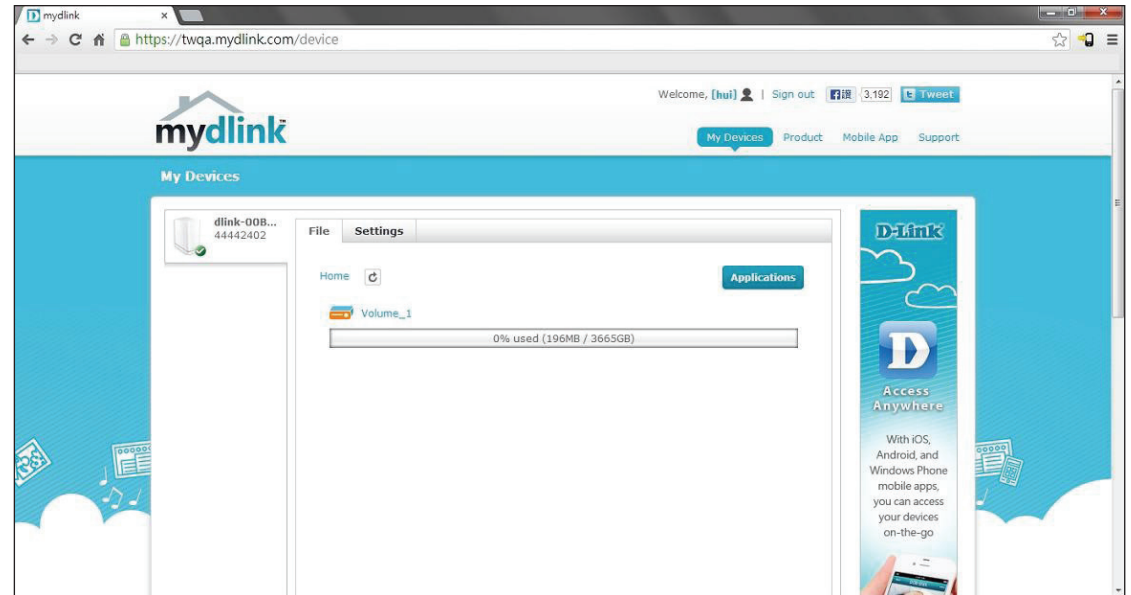 mydlink
https://twqa.mydlink.com/device
Welcome, [hui] | Sign out 讚 3,192 Tweet
mydlink
My Devices Product Mobile App Support
My Devices
dlink-00B...
44442402
File Settings
Home Applications
Volume_1
0% used (196MB / 3665GB)
D-Link
D
Access
Anywhere
With iOS,
Android, and
Windows Phone
mobile apps,
you can access
your devices
on-the-go